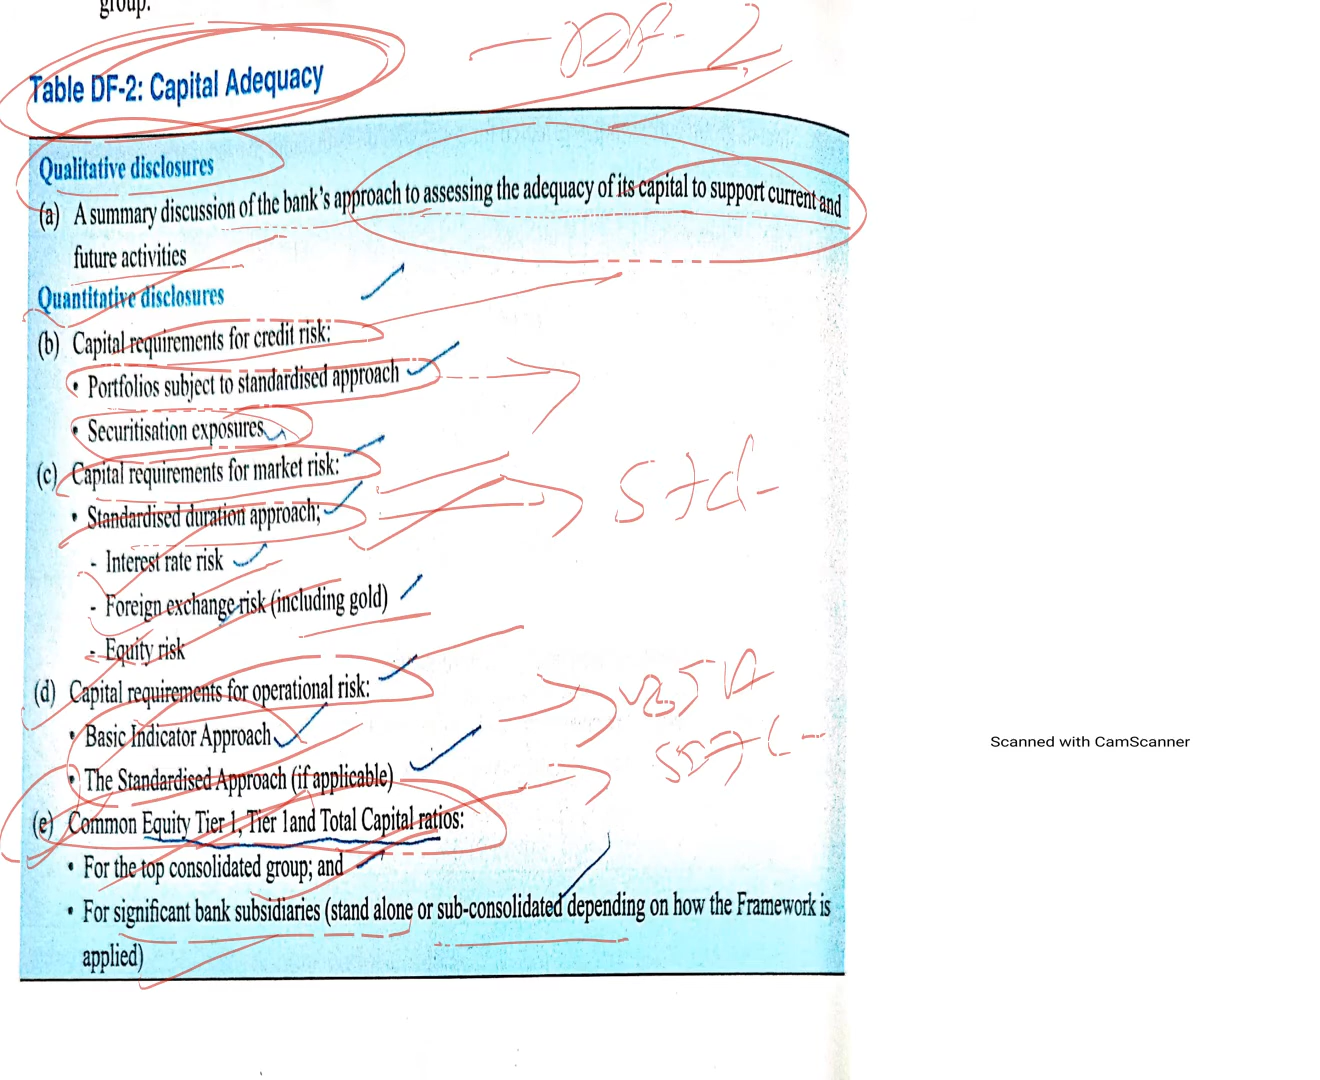 group.
- DF-2
Table DF-2: Capital Adequacy
Qualitative disclosures
(a) A summary discussion of the bank's approach to assessing the adequacy of its capital to support current and
future activities
Quantitative disclosures
(b) Capital requirements for credit risk:
• Portfolios subject to standardised approach
• Securitisation exposures
(c) Capital requirements for market risk:
Std-
• Standardised duration approach;
- Interest rate risk
- Foreign exchange risk (including gold)
- Equity risk
(d) Capital requirements for operational risk:
• Basic Indicator Approach
• The Standardised Approach (if applicable)
(e) Common Equity Tier 1, Tier 1and Total Capital ratios:
• For the top consolidated group; and
• For significant bank subsidiaries (stand alone or sub-consolidated depending on how the Framework is
applied)
Scanned with CamScanner